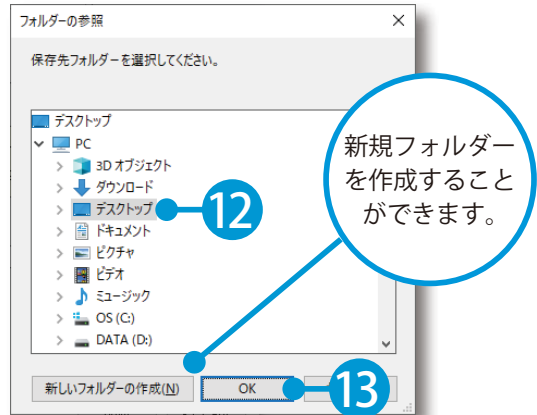 フォルダーの参照
保存先フォルダーを選択してください。
デスクトップ
PC
3D オブジェクト
ダウンロード
デスクトップ
12
ドキュメント
ピクチャ
ビデオ
ミュージック
OS (C:)
DATA (D:)
新規フォルダー
を作成すること
ができます。
新しいフォルダーの作成(N)
OK
13